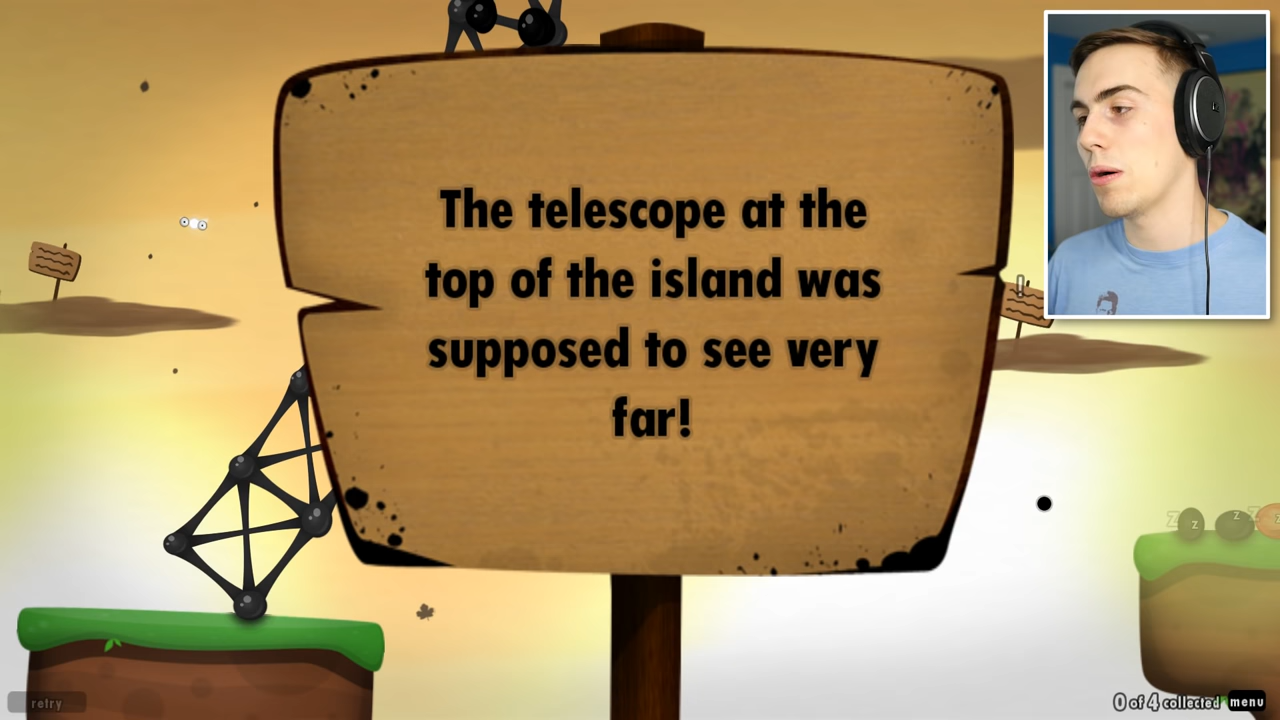 The telescope at the
top of the island was
supposed to see very
far!
z
z
z
z
z
retry
0 of 4 collected
menu